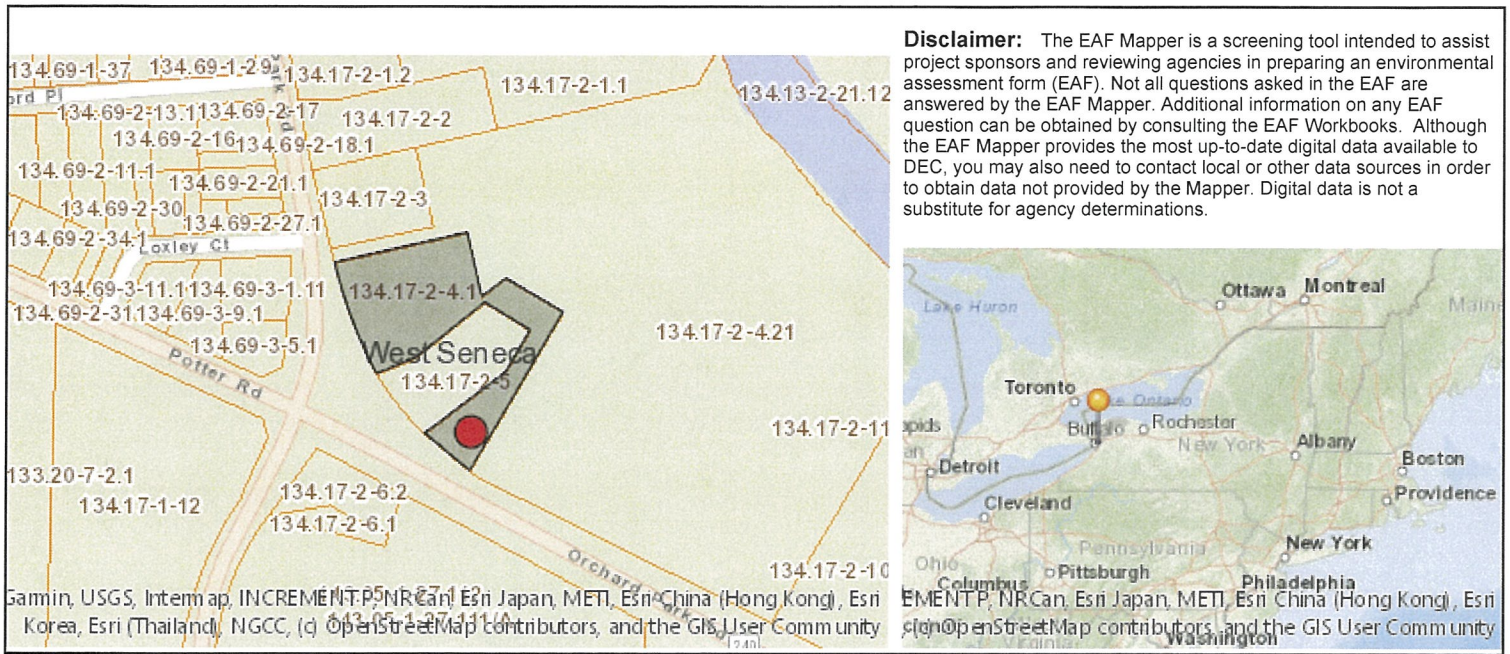 Disclaimer: The EAF Mapper is a screening tool intended to assist
project sponsors and reviewing agencies in preparing an environmental
assessment form (EAF). Not all questions asked in the EAF are
answered by the EAF Mapper. Additional information on any EAF
question can be obtained by consulting the EAF Workbooks. Although
the EAF Mapper provides the most up-to-date digital data available to
DEC, you may also need to contact local or other data sources in order
to obtain data not provided by the Mapper. Digital data is not a
substitute for agency determinations.
134.69-1-37
134.69-1-29
134.17-2-1.2
134.17-2-1.1
134.13-2-21.12
ord Pl
134.69-2-13.1
134.69-2-17
134.17-2-2
134.69-2-16
134.69-2-18.1
134.69-2-11.1
134.69-2-21.1
134.17-2-3
134.69-2-30
134.69-2-27.1
134.69-2-34.1
Loxley Ct
134.69-3-11.1
134.69-3-1.11
134.17-2-4.1
134.69-2-31
134.69-3-9.1
134.69-3-5.1
134.17-2-4.21
West Seneca
Potter Rd
134.17-2-5
134.17-2-11
133.20-7-2.1
134.17-1-12
134.17-2-6.2
134.17-2-6.1
Orchard Park Rd
134.17-2-10
240
Garmin, USGS, Intermap, INCREMENT P, NRCan, Esri Japan, METI, Esri China (Hong Kong), Esri
Korea, Esri (Thailand), NGCC, (c) OpenStreetMap contributors, and the GIS User Community
Ottawa
Montreal
Lake Huron
Maine
Toronto
ke Ontario
Buffalo
Rochester
New York
apids
Albany
Detroit
Boston
Providence
Cleveland
New York
Ohio
Pennsylvania
Columbus
Pittsburgh
Philadelphia
EMENT P, NRCan, Esri Japan, METI, Esri China (Hong Kong), Esri
, (c) OpenStreetMap contributors, and the GIS User Community
Washington
Virginia